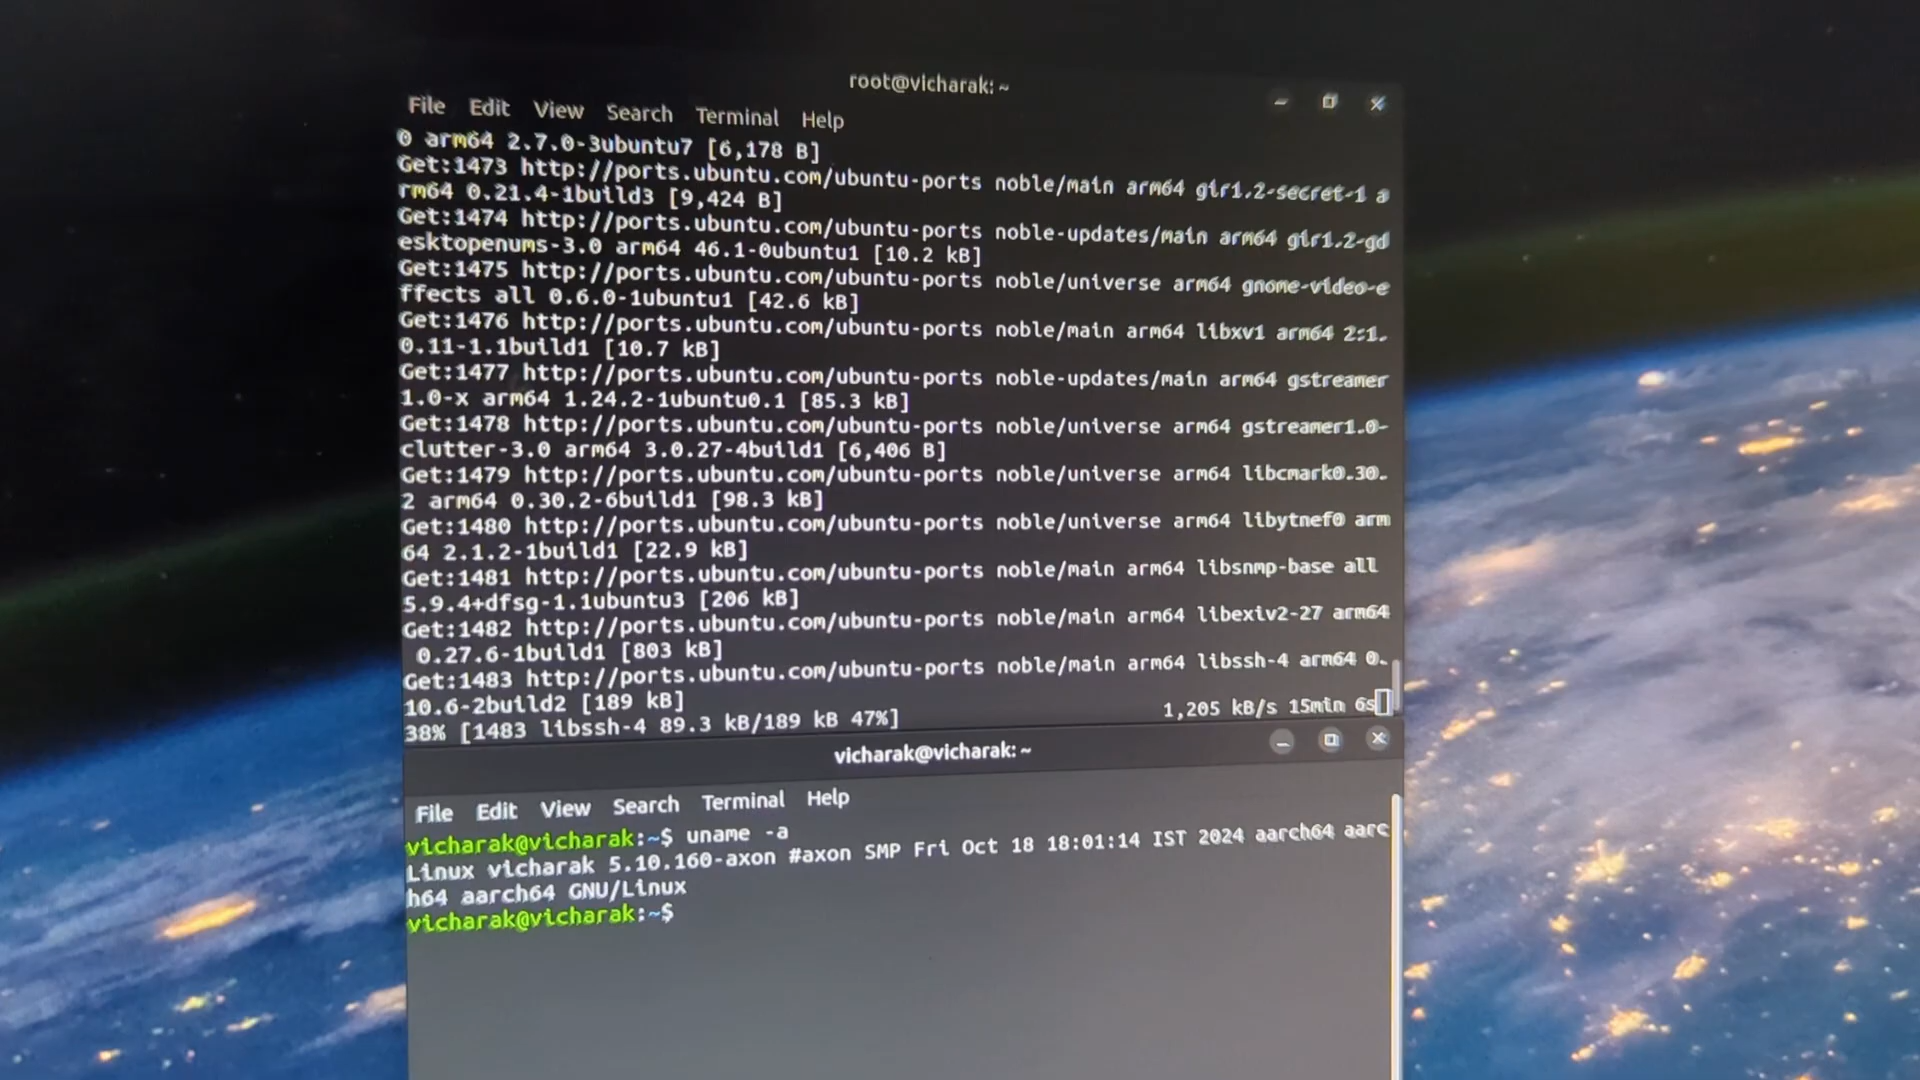 root@vicharak: ~
File Edit View Search Terminal Help
0 arm64 2.7.0-3ubuntu7 [6,178 B]
Get:1473 http://ports.ubuntu.com/ubuntu-ports noble/main arm64 gir1.2-secret-1 a
rm64 0.21.4-1build3 [9,424 B]
Get:1474 http://ports.ubuntu.com/ubuntu-ports noble-updates/main arm64 gir1.2-gd
esktopenums-3.0 arm64 46.1-0ubuntu1 [10.2 kB]
Get:1475 http://ports.ubuntu.com/ubuntu-ports noble/universe arm64 gnome-video-e
ffects all 0.6.0-1ubuntu1 [42.6 kB]
Get:1476 http://ports.ubuntu.com/ubuntu-ports noble/main arm64 libxv1 arm64 2:1.
0.11-1.1build1 [10.7 kB]
Get:1477 http://ports.ubuntu.com/ubuntu-ports noble-updates/main arm64 gstreamer
1.0-x arm64 1.24.2-1ubuntu0.1 [85.3 kB]
Get:1478 http://ports.ubuntu.com/ubuntu-ports noble/universe arm64 gstreamer1.0-
clutter-3.0 arm64 3.0.27-4build1 [6,406 B]
Get:1479 http://ports.ubuntu.com/ubuntu-ports noble/universe arm64 libcmark0.30.
2 arm64 0.30.2-6build1 [98.3 kB]
Get:1480 http://ports.ubuntu.com/ubuntu-ports noble/universe arm64 libytnef0 arm
64 2.1.2-1build1 [22.9 kB]
Get:1481 http://ports.ubuntu.com/ubuntu-ports noble/main arm64 libsnmp-base all
5.9.4+dfsg-1.1ubuntu3 [206 kB]
Get:1482 http://ports.ubuntu.com/ubuntu-ports noble/main arm64 libexiv2-27 arm64
0.27.6-1build1 [803 kB]
Get:1483 http://ports.ubuntu.com/ubuntu-ports noble/main arm64 libssh-4 arm64 0.
10.6-2build2 [189 kB]
38% [1483 libssh-4 89.3 kB/189 kB 47%] 1,205 kB/s 15min 6s
vicharak@vicharak: ~
File Edit View Search Terminal Help
vicharak@vicharak:~$ uname -a
Linux vicharak 5.10.160-axon #axon SMP Fri Oct 18 18:01:14 IST 2024 aarch64 aarc
h64 aarch64 GNU/Linux
vicharak@vicharak:~$